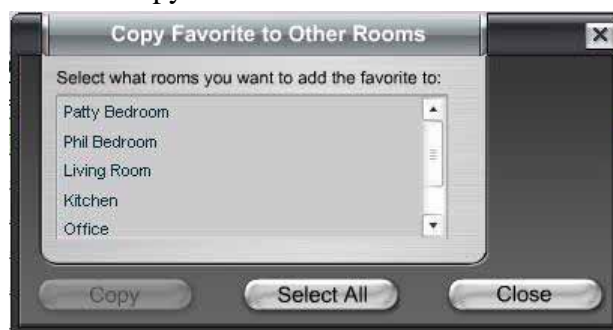 Copy Favorite to Other Rooms
Select what rooms you want to add the favorite to:
Patty Bedroom
Phil Bedroom
Living Room
Kitchen
Office
Copy Select All Close